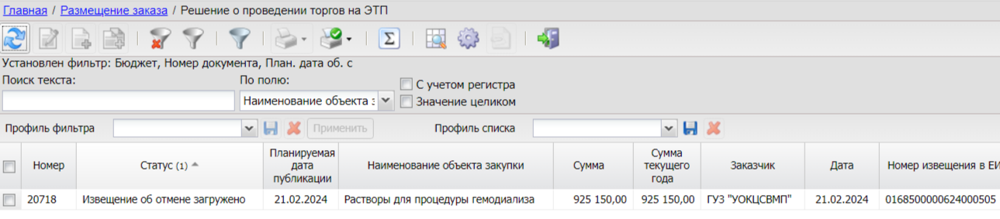 Главная / Размещение заказа / Решение о проведении торгов на ЭТП
Установлен фильтр: Бюджет, Номер документа, План. дата об. с
Поиск текста:
По полю:
С учетом регистра
Наименование объекта з
Значение целиком
Профиль фильтра
Применить
Профиль списка
Номер
Статус (1)
Планируемая дата публикации
Наименование объекта закупки
Сумма
Сумма текущего года
Заказчик
Дата
Номер извещения в ЕИ
20718 Извещение об отмене загружено 21.02.2024 Растворы для процедуры гемодиализа 925 150,00 925 150,00 ГУЗ "УОКЦСВМП" 21.02.2024 0168500000624000505